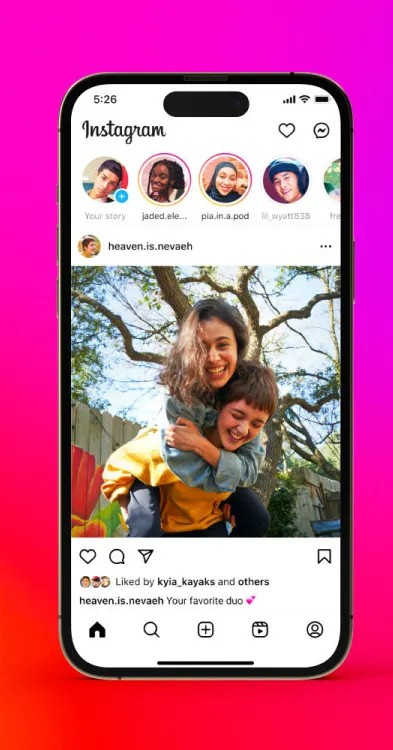 5:26
Instagram
Your story
jaded.ele...
pia.in.a.pod
lil_wyatt838
fre
heaven.is.nevaeh
Liked by kyia_kayaks and others
heaven.is.nevaeh Your favorite duo 💞